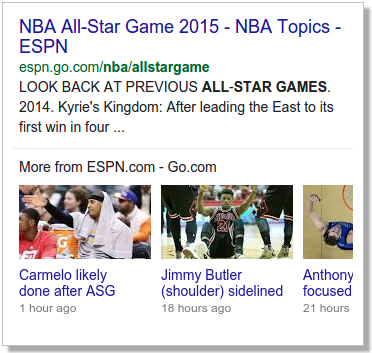 NBA All-Star Game 2015 - NBA Topics -
ESPN
espn.go.com/nba/allstargame
LOOK BACK AT PREVIOUS ALL-STAR GAMES.
2014. Kyrie's Kingdom: After leading the East to its
first win in four ...
More from ESPN.com - Go.com
G
21
Carmelo likely
done after ASG
1 hour ago
Jimmy Butler
(shoulder) sidelined
18 hours ago
Anthony
focused
21 hours